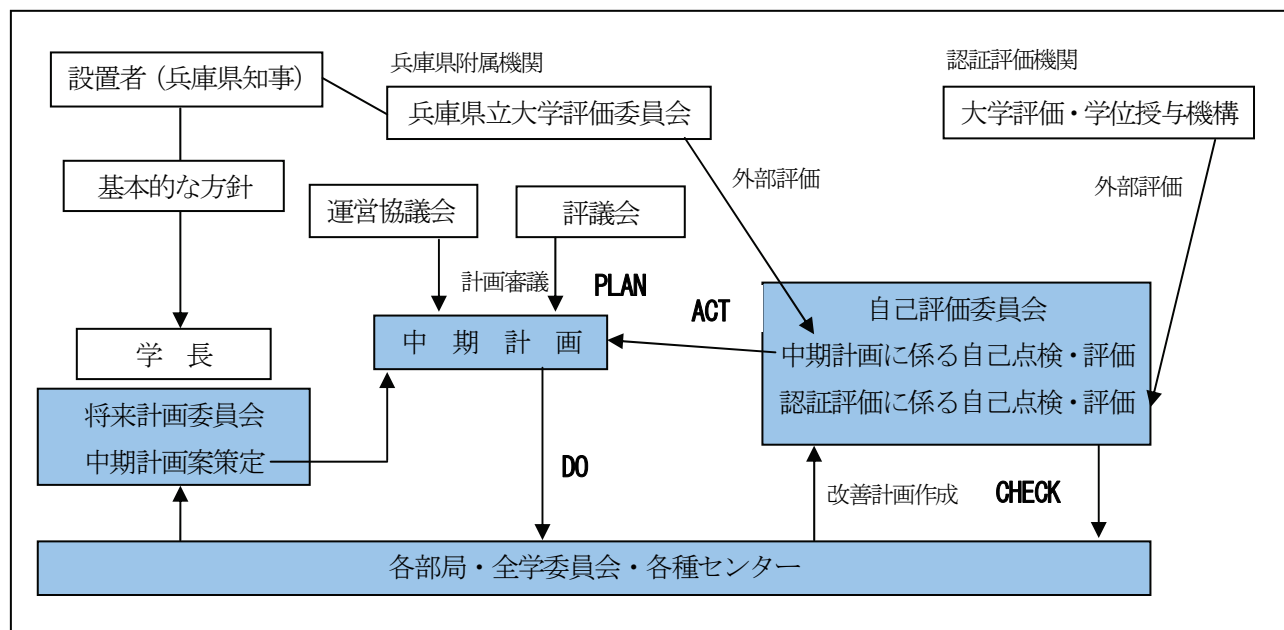 兵庫県附属機関
認証評価機関
設置者（兵庫県知事）
兵庫県立大学評価委員会
大学評価・学位授与機構
基本的な方針
外部評価
外部評価
運営協議会
評議会
計画審議
PLAN
ACT
自己評価委員会
学　長
中　期　計　画
中期計画に係る自己点検・評価
認証評価に係る自己点検・評価
将来計画委員会
中期計画案策定
DO
改善計画作成
CHECK
各部局・全学委員会・各種センター